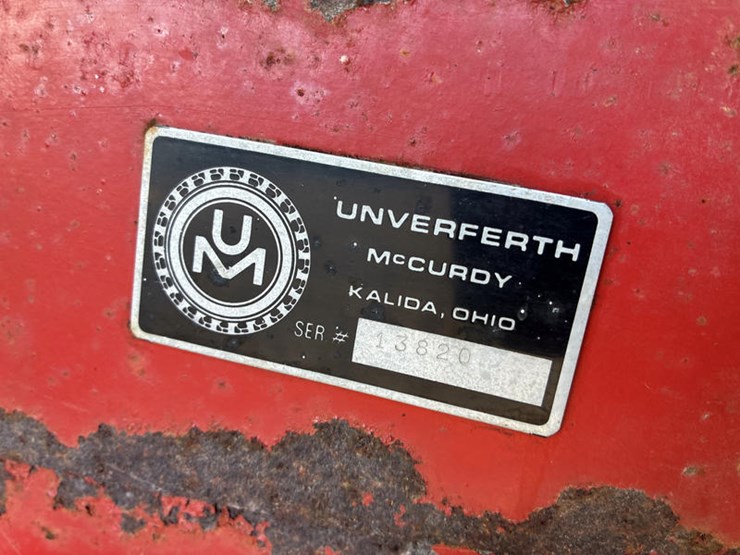 UM
UNVERFERTH
McCURDY
KALIDA, OHIO
SER # 13820